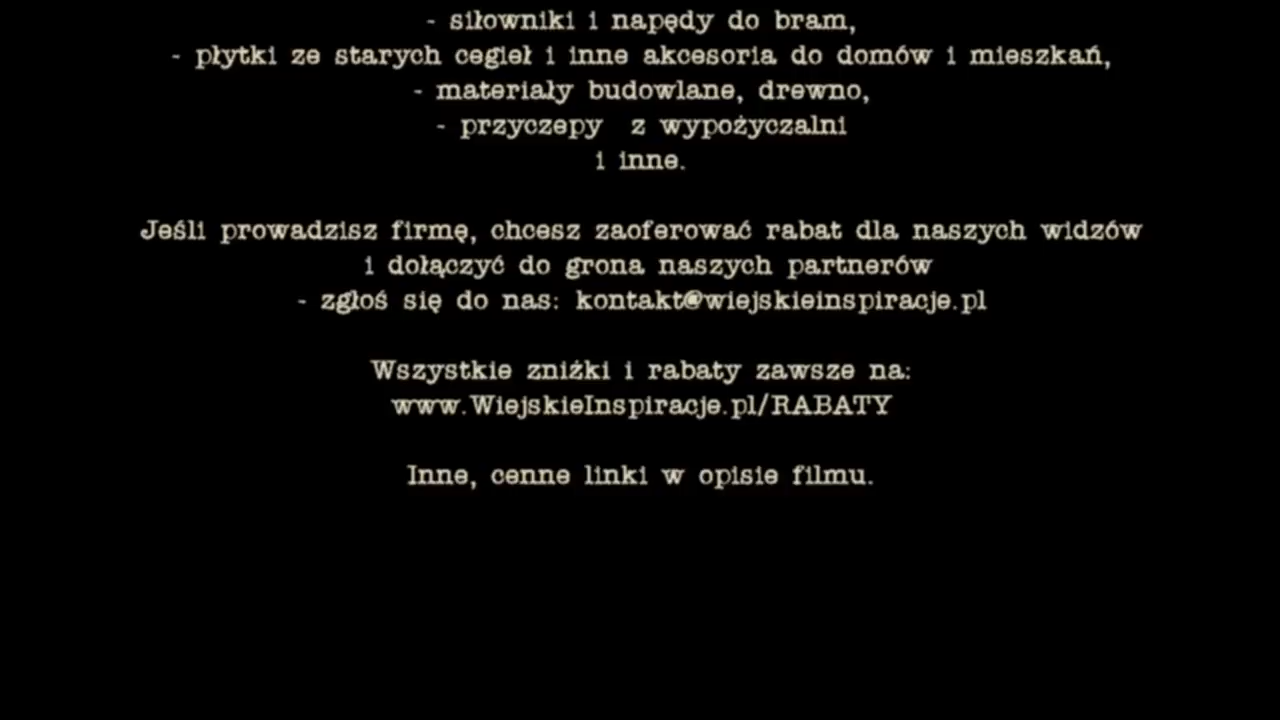 - siłowniki i napędy do bram,
- płytki ze starych cegieł i inne akcesoria do domów i mieszkań,
- materiały budowlane, drewno,
- przyczepy z wypożyczalni
i inne.
Jeśli prowadzisz firmę, chcesz zaoferować rabat dla naszych widzów
i dołączyć do grona naszych partnerów
- zgłoś się do nas: kontakt@wiejskieinspiracje.pl
Wszystkie zniżki i rabaty zawsze na:
www.WiejskieInspiracje.pl/RABATY
Inne, cenne linki w opisie filmu.